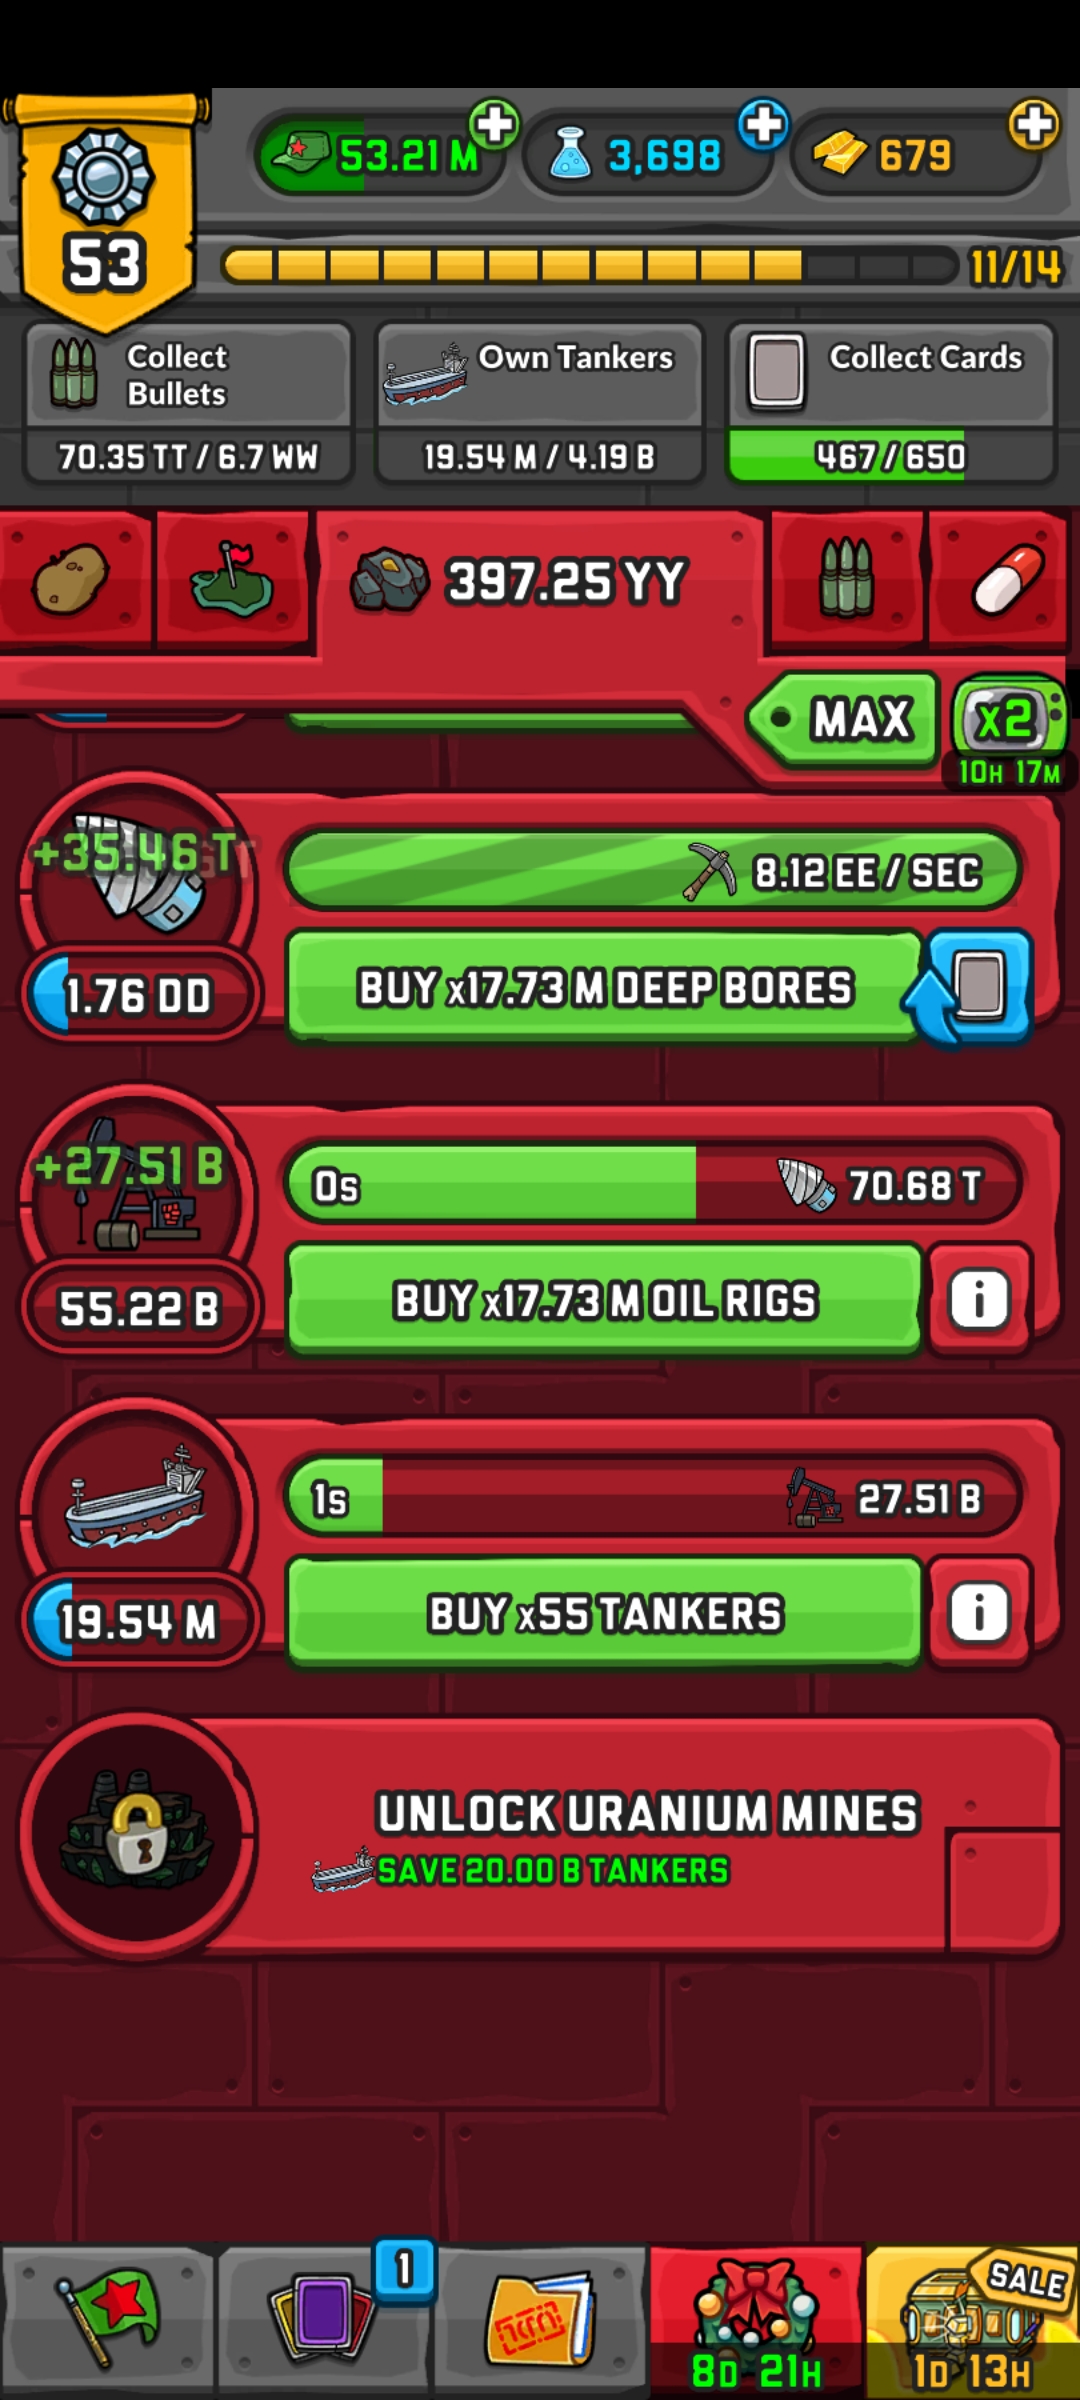 53.21 M
3,698
679
53
11/14
Collect
Bullets
Own Tankers
Collect Cards
70.35 TT / 6.7 WW
19.54 M / 4.19 B
467 / 650
397.25 YY
MAX
x2
10H 17M
+35.46 T
8.12 EE / SEC
1.76 DD
BUY x17.73 M DEEP BORES
+27.51 B
0s
70.68 T
55.22 B
BUY x17.73 M OIL RIGS
i
1s
27.51 B
19.54 M
BUY x55 TANKERS
i
UNLOCK URANIUM MINES
SAVE 20.00 B TANKERS
1
SALE
8D 21H
1D 13H